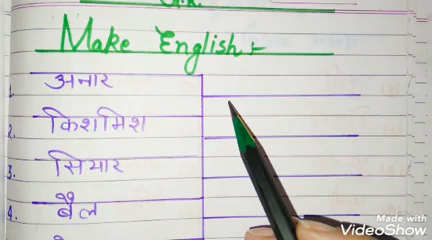 Make English :-
1. अनार
2. किशमिश
3. सियार
4. बैल
Made with
VideoShow